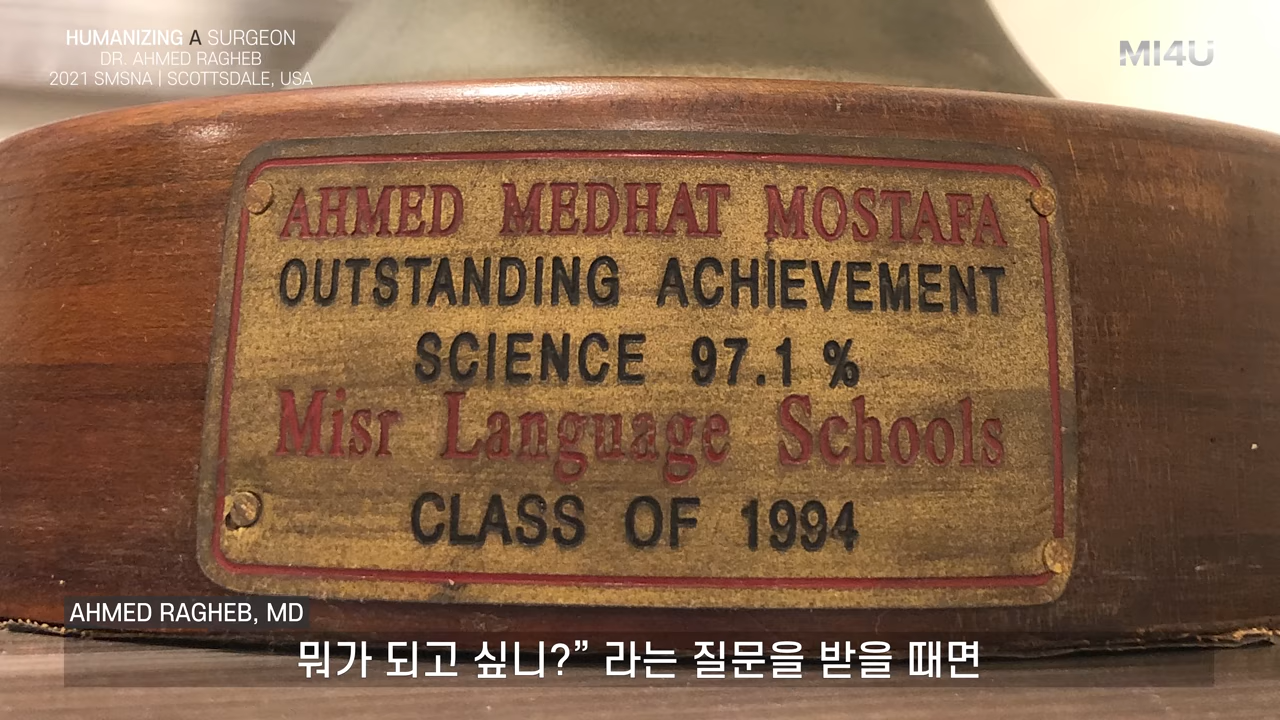 HUMANIZING A SURGEON
DR. AHMED RAGHEB
2021 SMSNA | SCOTTSDALE, USA
MI4U
AHMED MEDHAT MOSTAFA
OUTSTANDING ACHIEVEMENT
SCIENCE 97.1 %
Misr Language Schools
CLASS OF 1994
AHMED RAGHEB, MD
뭐가 되고 싶니?” 라는 질문을 받을 때면